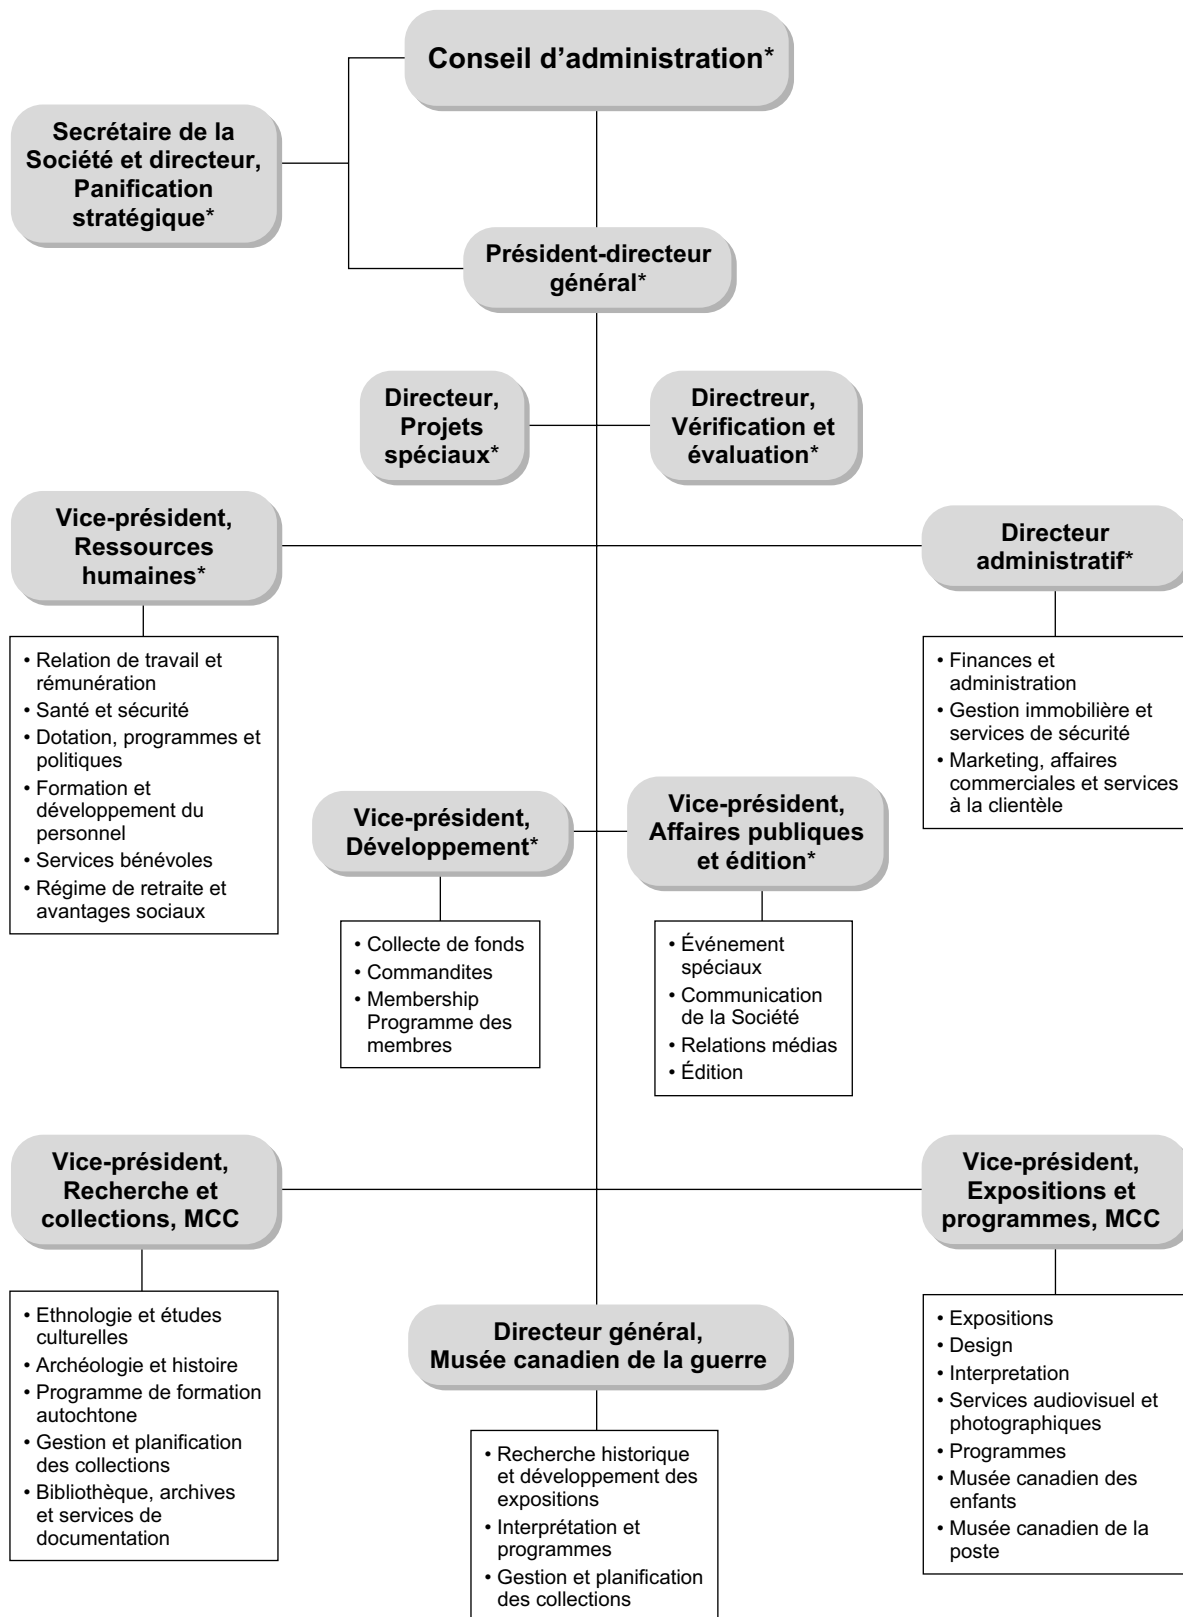 Conseil d'administration*
Secrétaire de la
Société et directeur,
Panification
stratégique*
Président-directeur
général*
Directeur,
Projets
spéciaux*
Directreur,
Vérification et
évaluation*
Vice-président,
Ressources
humaines*
Directeur
administratif*
• Relation de travail et
rémunération
• Santé et sécurité
• Dotation, programmes et
politiques
• Formation et
développement du
personnel
• Services bénévoles
• Régime de retraite et
avantages sociaux
• Finances et
administration
• Gestion immobilière et
services de sécurité
• Marketing, affaires
commerciales et services
à la clientèle
Vice-président,
Développement*
Vice-président,
Affaires publiques
et édition*
• Collecte de fonds
• Commandites
• Membership
Programme des
membres
• Événement
spéciaux
• Communication
de la Société
• Relations médias
• Édition
Vice-président,
Recherche et
collections, MCC
Vice-président,
Expositions et
programmes, MCC
• Ethnologie et études
culturelles
• Archéologie et histoire
• Programme de formation
autochtone
• Gestion et planification
des collections
• Bibliothèque, archives
et services de
documentation
Directeur général,
Musée canadien de la guerre
• Recherche historique
et développement des
expositions
• Interprétation et
programmes
• Gestion et planification
des collections
• Expositions
• Design
• Interpretation
• Services audiovisuel et
photographiques
• Programmes
• Musée canadien des
enfants
• Musée canadien de la
poste